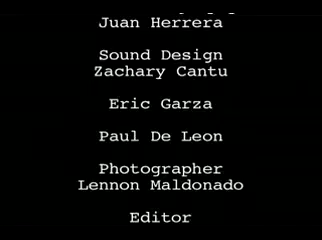 Juan Herrera
Sound Design
Zachary Cantu
Eric Garza
Paul De Leon
Photographer
Lennon Maldonado
Editor